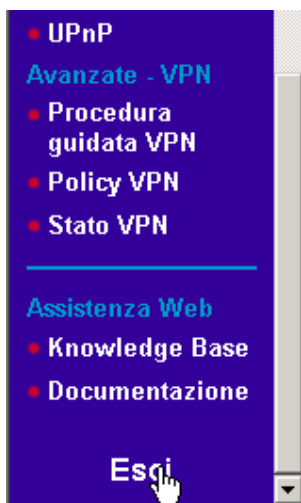 UPnP
Avanzate - VPN
Procedura
guidata VPN
Policy VPN
Stato VPN
Assistenza Web
Knowledge Base
Documentazione
Esci